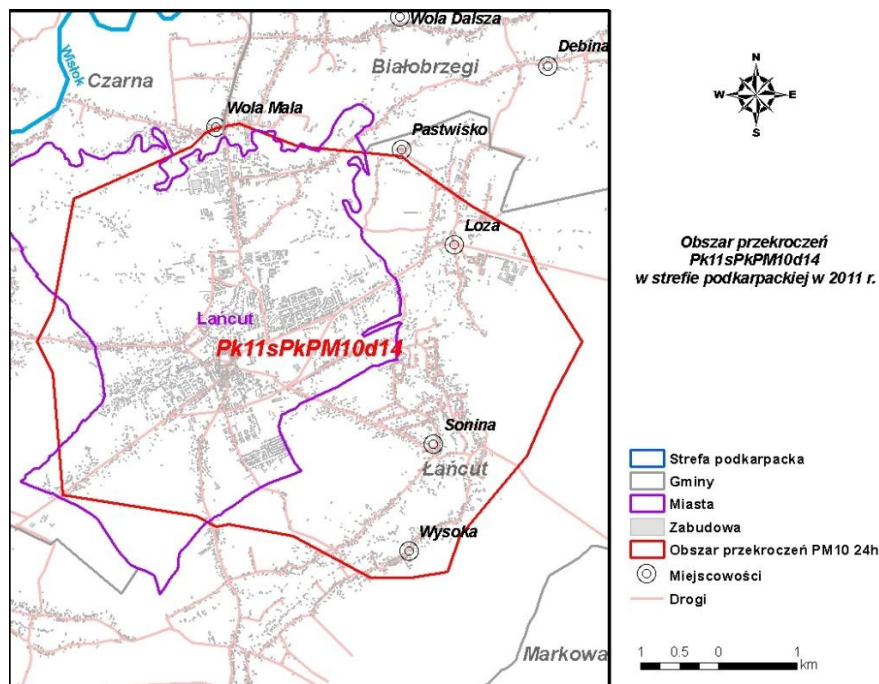 Wola Dalsza
Wisłok
Czarna
Białobrzegi
Debina
Wola Mala
Pastwisko
Loza
Łańcut
Pk11sPkPM10d14
Sonina
Łańcut
Wysoka
Markowa
N
W E
S
Obszar przekroczeń
Pk11sPkPM10d14
w strefie podkarpackiej w 2011 r.
Strefa podkarpacka
Gminy
Miasta
Zabudowa
Obszar przekroczeń PM10 24h
Miejscowości
Drogi
1 0.5 0 1
km